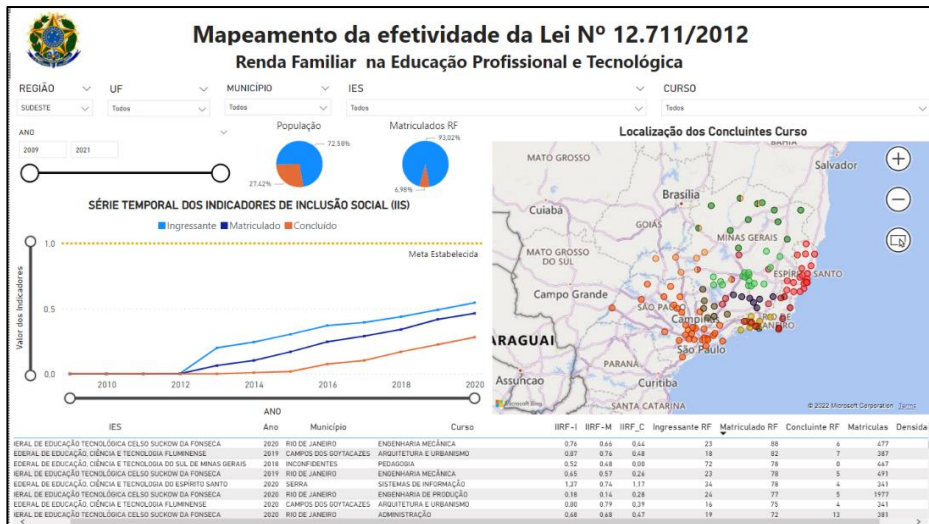 Mapeamento da efetividade da Lei Nº 12.711/2012
Renda Familiar na Educação Profissional e Tecnológica
REGIÃO UF MUNICÍPIO IES CURSO
SUDESTE Todos Todos Todos Todos
ANO
2009 2021
População
72,58%
27,42%
Matriculados RF
93,02%
6,98%
SÉRIE TEMPORAL DOS INDICADORES DE INCLUSÃO SOCIAL (IIS)
Ingressante Matriculado Concluído
Meta Estabelecida
Valor dos Indicadores
1.0
0.5
0.0
2010 2012 2014 2016 2018 2020
ANO
Localização dos Concluintes Curso
BAHIA
MATO GROSSO
Salvador
Brasília
Cuiabá
GOIÁS
MINAS GERAIS
MATO GROSSO
DO SUL
ESPÍRITO SANTO
Campo Grande
SÃO PAULO
Campinas
RIO DE
JANEIRO
ARAGUAI
São Paulo
PARANÁ
Assuncao
Curitiba
SANTA CATARINA
Microsoft Bing
© 2022 Microsoft Corporation Terms
IES Ano Município Curso IIRF-I IIRF-M IIRF_C Ingressante RF Matriculado RF Concluinte RF Matriculas Densida
ERAL DE EDUCAÇÃO TECNOLÓGICA CELSO SUCKOW DA FONSECA 2020 RIO DE JANEIRO ENGENHARIA MECÂNICA 0,76 0,66 0,44 23 88 6 477
EDERAL DE EDUCAÇÃO, CIÊNCIA E TECNOLOGIA FLUMINENSE 2019 CAMPOS DOS GOYTACAZES ARQUITETURA E URBANISMO 0,87 0,76 0,48 18 82 7 387
EDERAL DE EDUCAÇÃO, CIÊNCIA E TECNOLOGIA DO SUL DE MINAS GERAIS 2018 INCONFIDENTES PEDAGOGIA 0,52 0,48 0,00 72 78 0 467
ERAL DE EDUCAÇÃO TECNOLÓGICA CELSO SUCKOW DA FONSECA 2019 RIO DE JANEIRO ENGENHARIA MECÂNICA 0,65 0,57 0,26 23 78 5 491
EDERAL DE EDUCAÇÃO, CIÊNCIA E TECNOLOGIA DO ESPÍRITO SANTO 2020 SERRA SISTEMAS DE INFORMAÇÃO 1,37 0,74 1,17 34 78 4 341
ERAL DE EDUCAÇÃO TECNOLÓGICA CELSO SUCKOW DA FONSECA 2020 RIO DE JANEIRO ENGENHARIA DE PRODUÇÃO 0,18 0,14 0,28 24 77 5 1977
EDERAL DE EDUCAÇÃO, CIÊNCIA E TECNOLOGIA FLUMINENSE 2020 CAMPOS DOS GOYTACAZES ARQUITETURA E URBANISMO 0,80 0,79 0,39 16 75 4 341
ERAL DE EDUCAÇÃO TECNOLÓGICA CELSO SUCKOW DA FONSECA 2020 RIO DE JANEIRO ADMINISTRAÇÃO 0,68 0,68 0,47 19 72 13 381